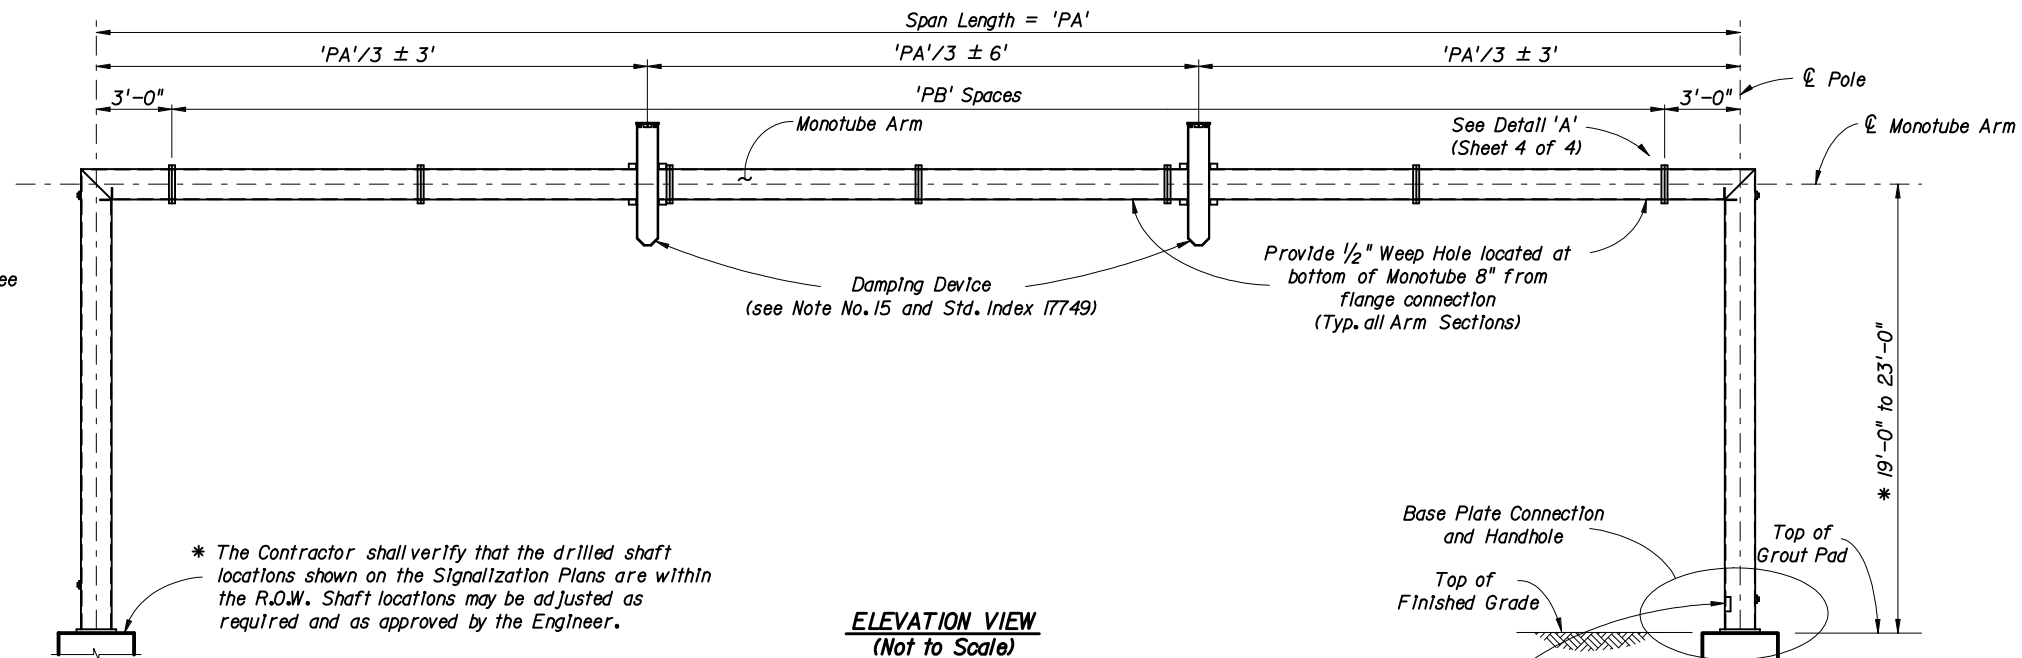 Span Length = 'PA'
'PA'/3 ± 3'
'PA'/3 ± 6'
'PA'/3 ± 3'
3'-0"
'PB' Spaces
3'-0"
℄ Pole
Monotube Arm
See Detail 'A'
(Sheet 4 of 4)
℄ Monotube Arm
ee
Damping Device
(see Note No. 15 and Std. Index 17749)
Provide 1/2" Weep Hole located at
bottom of Monotube 8" from
flange connection
(Typ. all Arm Sections)
* 19'-0" to 23'-0"
* The Contractor shall verify that the drilled shaft
locations shown on the Signalization Plans are within
the R.O.W. Shaft locations may be adjusted as
required and as approved by the Engineer.
Base Plate Connection
and Handhole
Top of
Grout Pad
Top of
Finished Grade
ELEVATION VIEW
(Not to Scale)